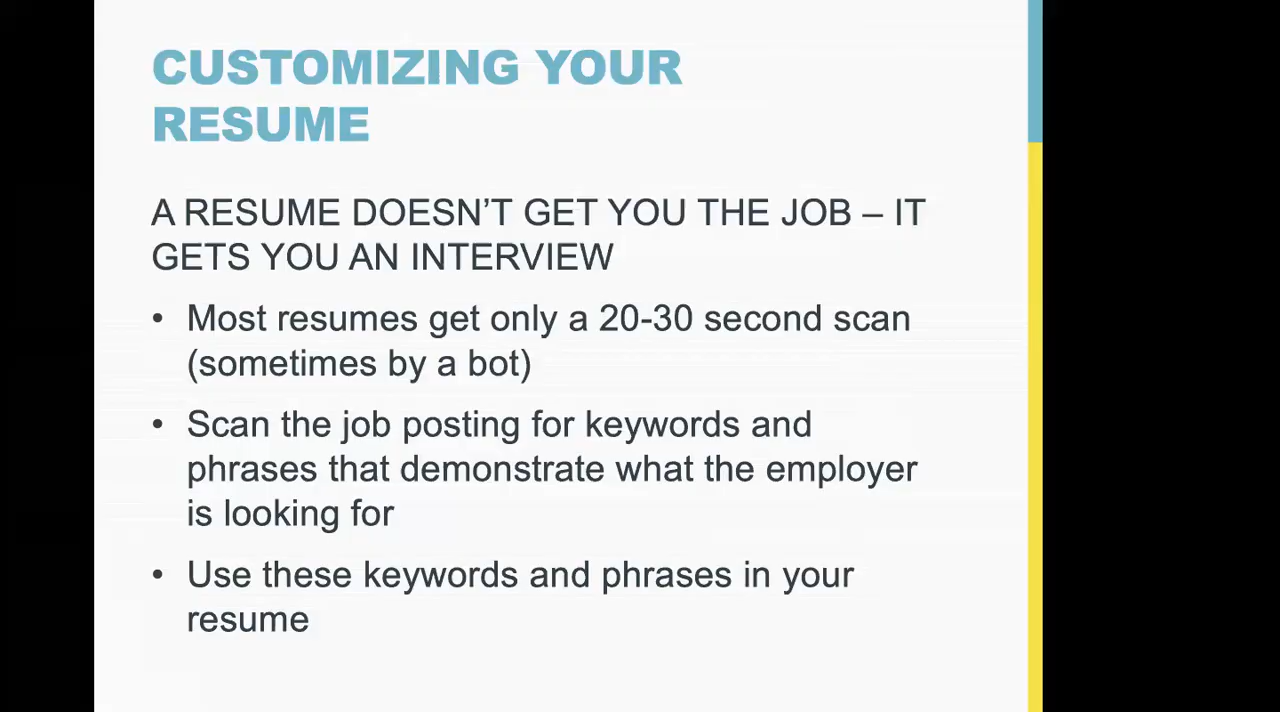 CUSTOMIZING YOUR
RESUME
A RESUME DOESN’T GET YOU THE JOB – IT
GETS YOU AN INTERVIEW
• Most resumes get only a 20-30 second scan
(sometimes by a bot)
• Scan the job posting for keywords and
phrases that demonstrate what the employer
is looking for
• Use these keywords and phrases in your
resume